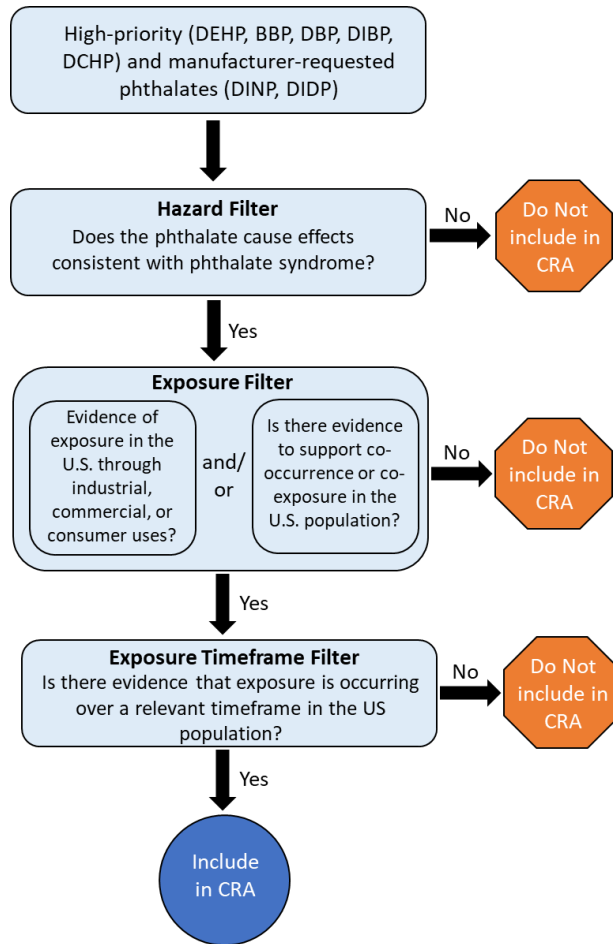 High-priority (DEHP, BBP, DBP, DIBP,
DCHP) and manufacturer-requested
phthalates (DINP, DIDP)
Hazard Filter
Does the phthalate cause effects
consistent with phthalate syndrome?
No
Do Not
include in
CRA
Yes
Exposure Filter
Evidence of
exposure in the
U.S. through
industrial,
commercial, or
consumer uses?
and/
or
Is there evidence
to support co-
occurrence or co-
exposure in the
U.S. population?
No
Do Not
include in
CRA
Yes
Exposure Timeframe Filter
Is there evidence that exposure is occurring
over a relevant timeframe in the US
population?
No
Do Not
include in
CRA
Yes
Include
in CRA